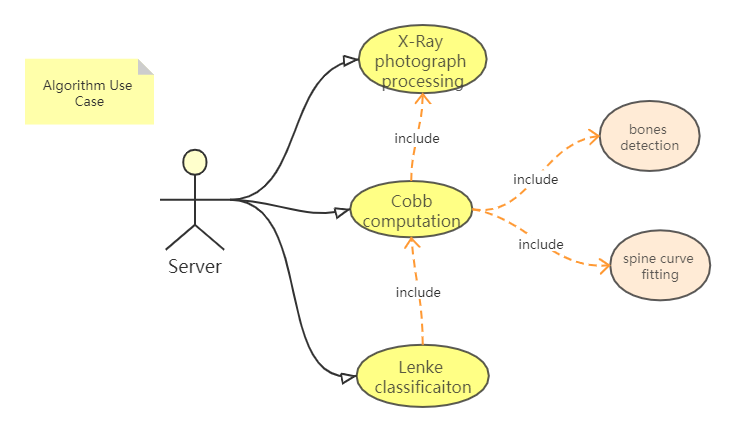 Algorithm Use
Case
X-Ray
photograph
processing
include
bones
detection
include
Cobb
computation
include
spine curve
fitting
Server
include
Lenke
classificaiton